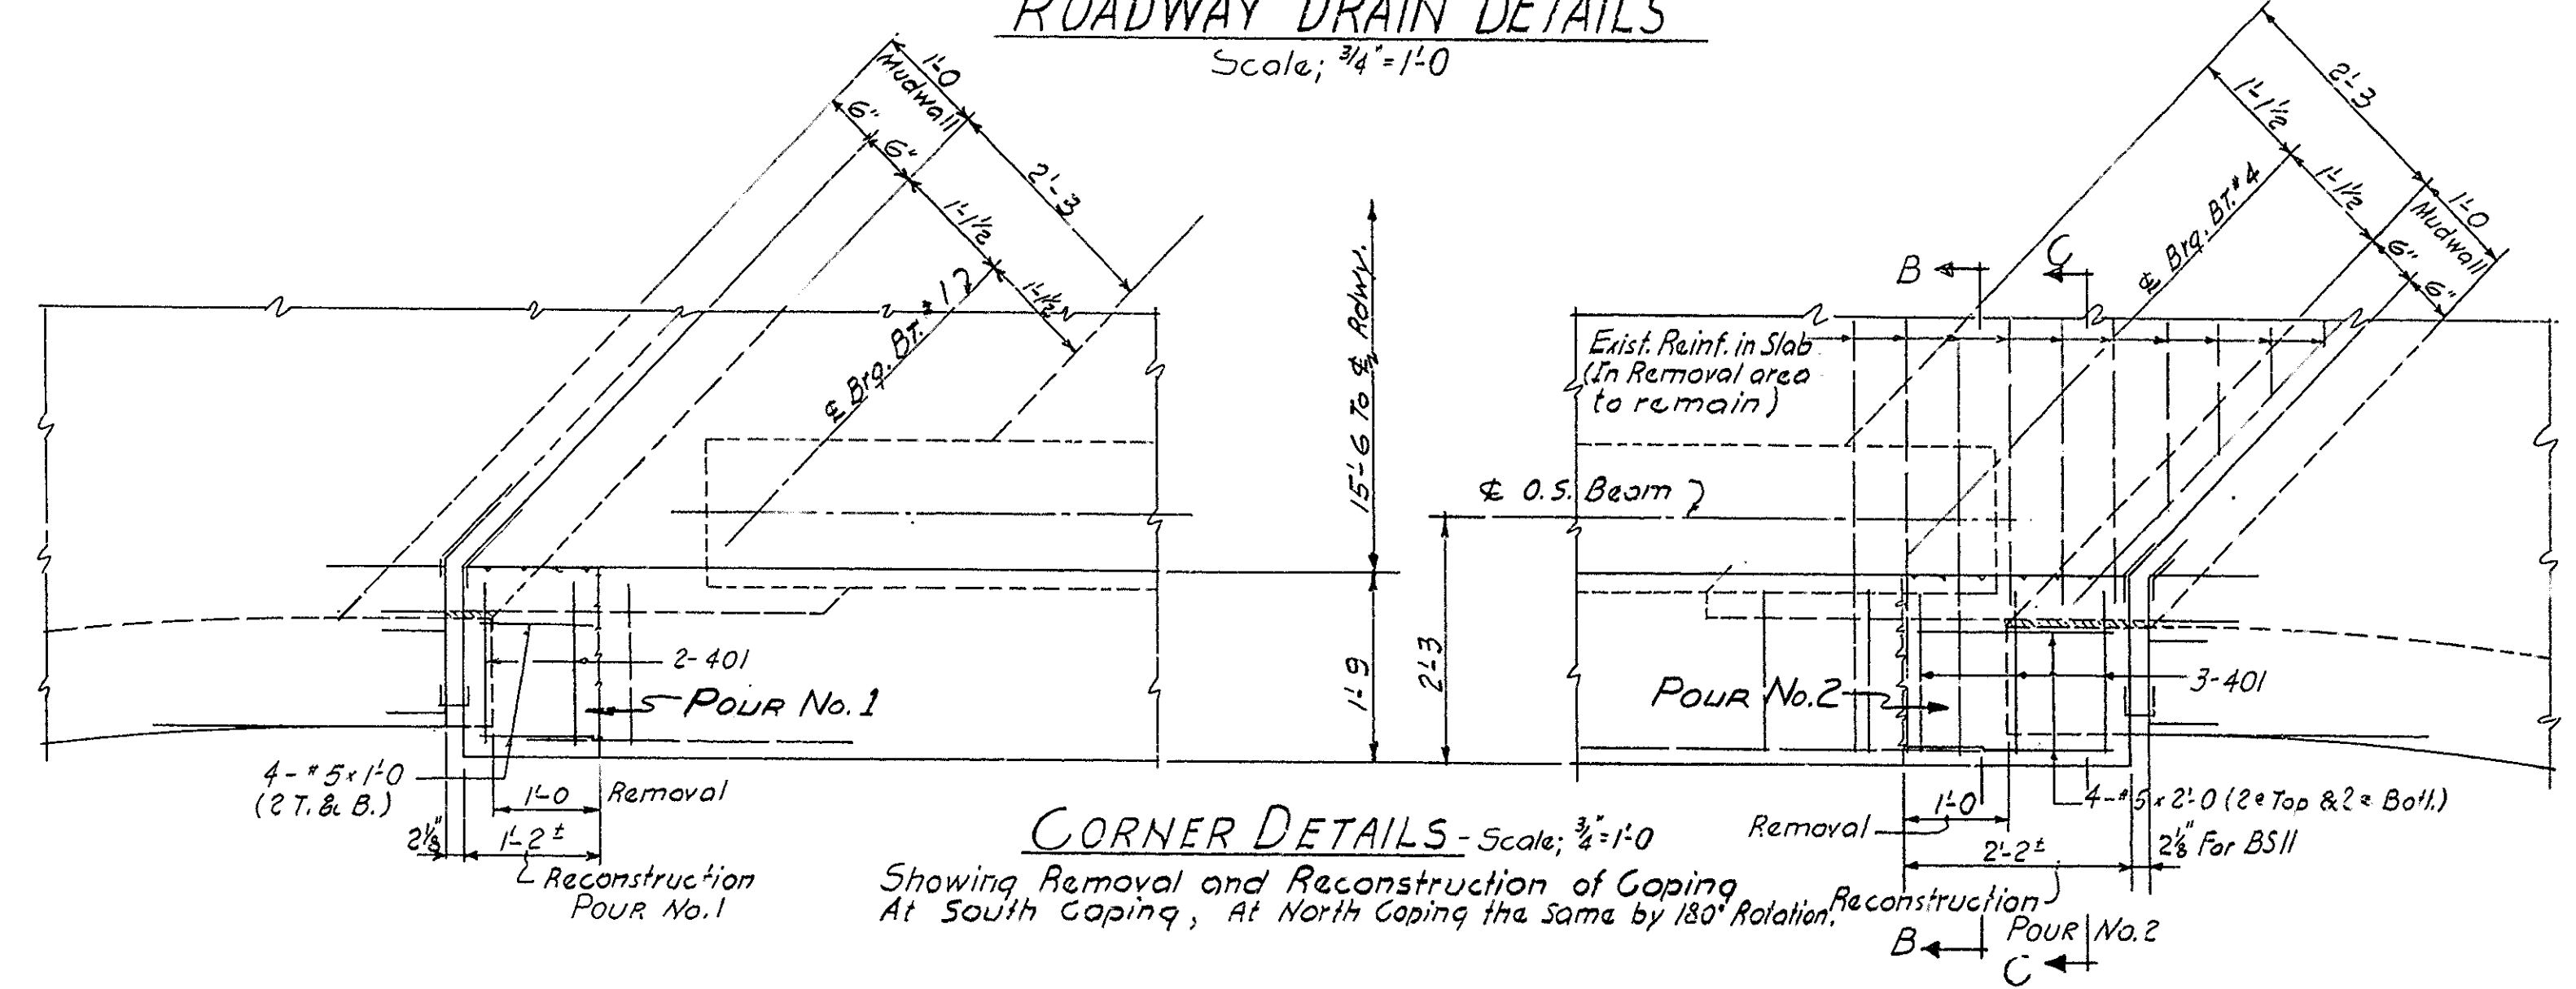 ROADWAY DRAIN DETAILS
Scale; 3/4" = 1'-0
1'-0
Mudwall
6"
6"
2'-3
1'-1 1/2
1'-1 1/2
℄ Brg. BT. #12
15'-6 To ℄ Rdwy.
2'-3
1'-1 1/2
1'-1 1/2
1'-0
Mudwall
6"
6"
℄ Brg. BT. #4
B
C
Exist. Reinf. in Slab
(In Removal area
to remain)
℄ O.S. Beam
2-401
POUR No. 1
1'-9
2'-3
POUR No. 2
3-401
4-#5x1'-0
(2 T. & B.)
1'-0
Removal
2 1/8"
1'-2 ±
Reconstruction
POUR No. 1
CORNER DETAILS - Scale; 3/4" = 1'-0
Showing Removal and Reconstruction of Coping
At South Coping, At North Coping the same by 180° Rotation.
Removal
1'-0
4-#5x2'-0 (2 @ Top & 2 @ Bott.)
2'-2 ±
2 1/8" For BS11
Reconstruction
POUR No. 2
B
C